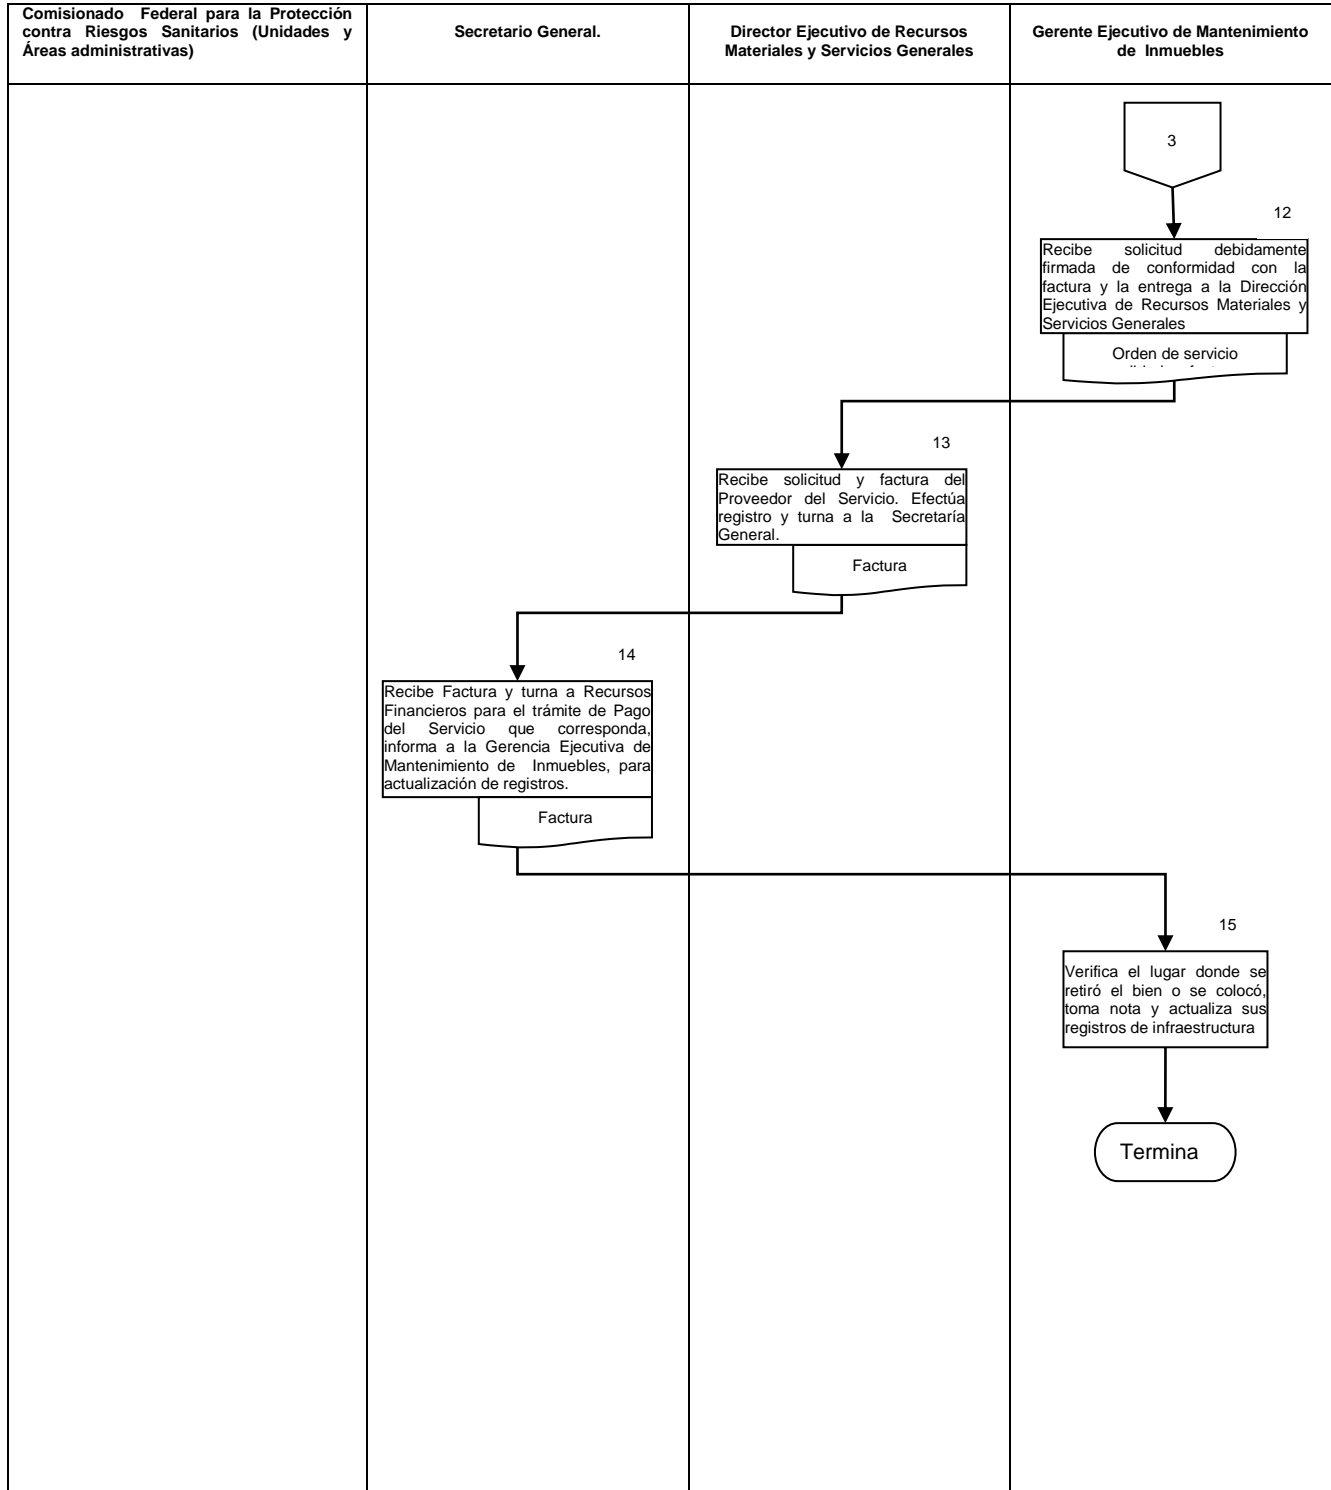 Comisionado Federal para la Protección
contra Riesgos Sanitarios (Unidades y
Áreas administrativas)
Secretario General.
Director Ejecutivo de Recursos
Materiales y Servicios Generales
Gerente Ejecutivo de Mantenimiento
de Inmuebles
3
12
Recibe solicitud debidamente
firmada de conformidad con la
factura y la entrega a la Dirección
Ejecutiva de Recursos Materiales y
Servicios Generales
Orden de servicio
13
Recibe solicitud y factura del
Proveedor del Servicio. Efectúa
registro y turna a la Secretaría
General.
Factura
14
Recibe Factura y turna a Recursos
Financieros para el trámite de Pago
del Servicio que corresponda,
informa a la Gerencia Ejecutiva de
Mantenimiento de Inmuebles, para
actualización de registros.
Factura
15
Verifica el lugar donde se
retiró el bien o se colocó,
toma nota y actualiza sus
registros de infraestructura
Termina